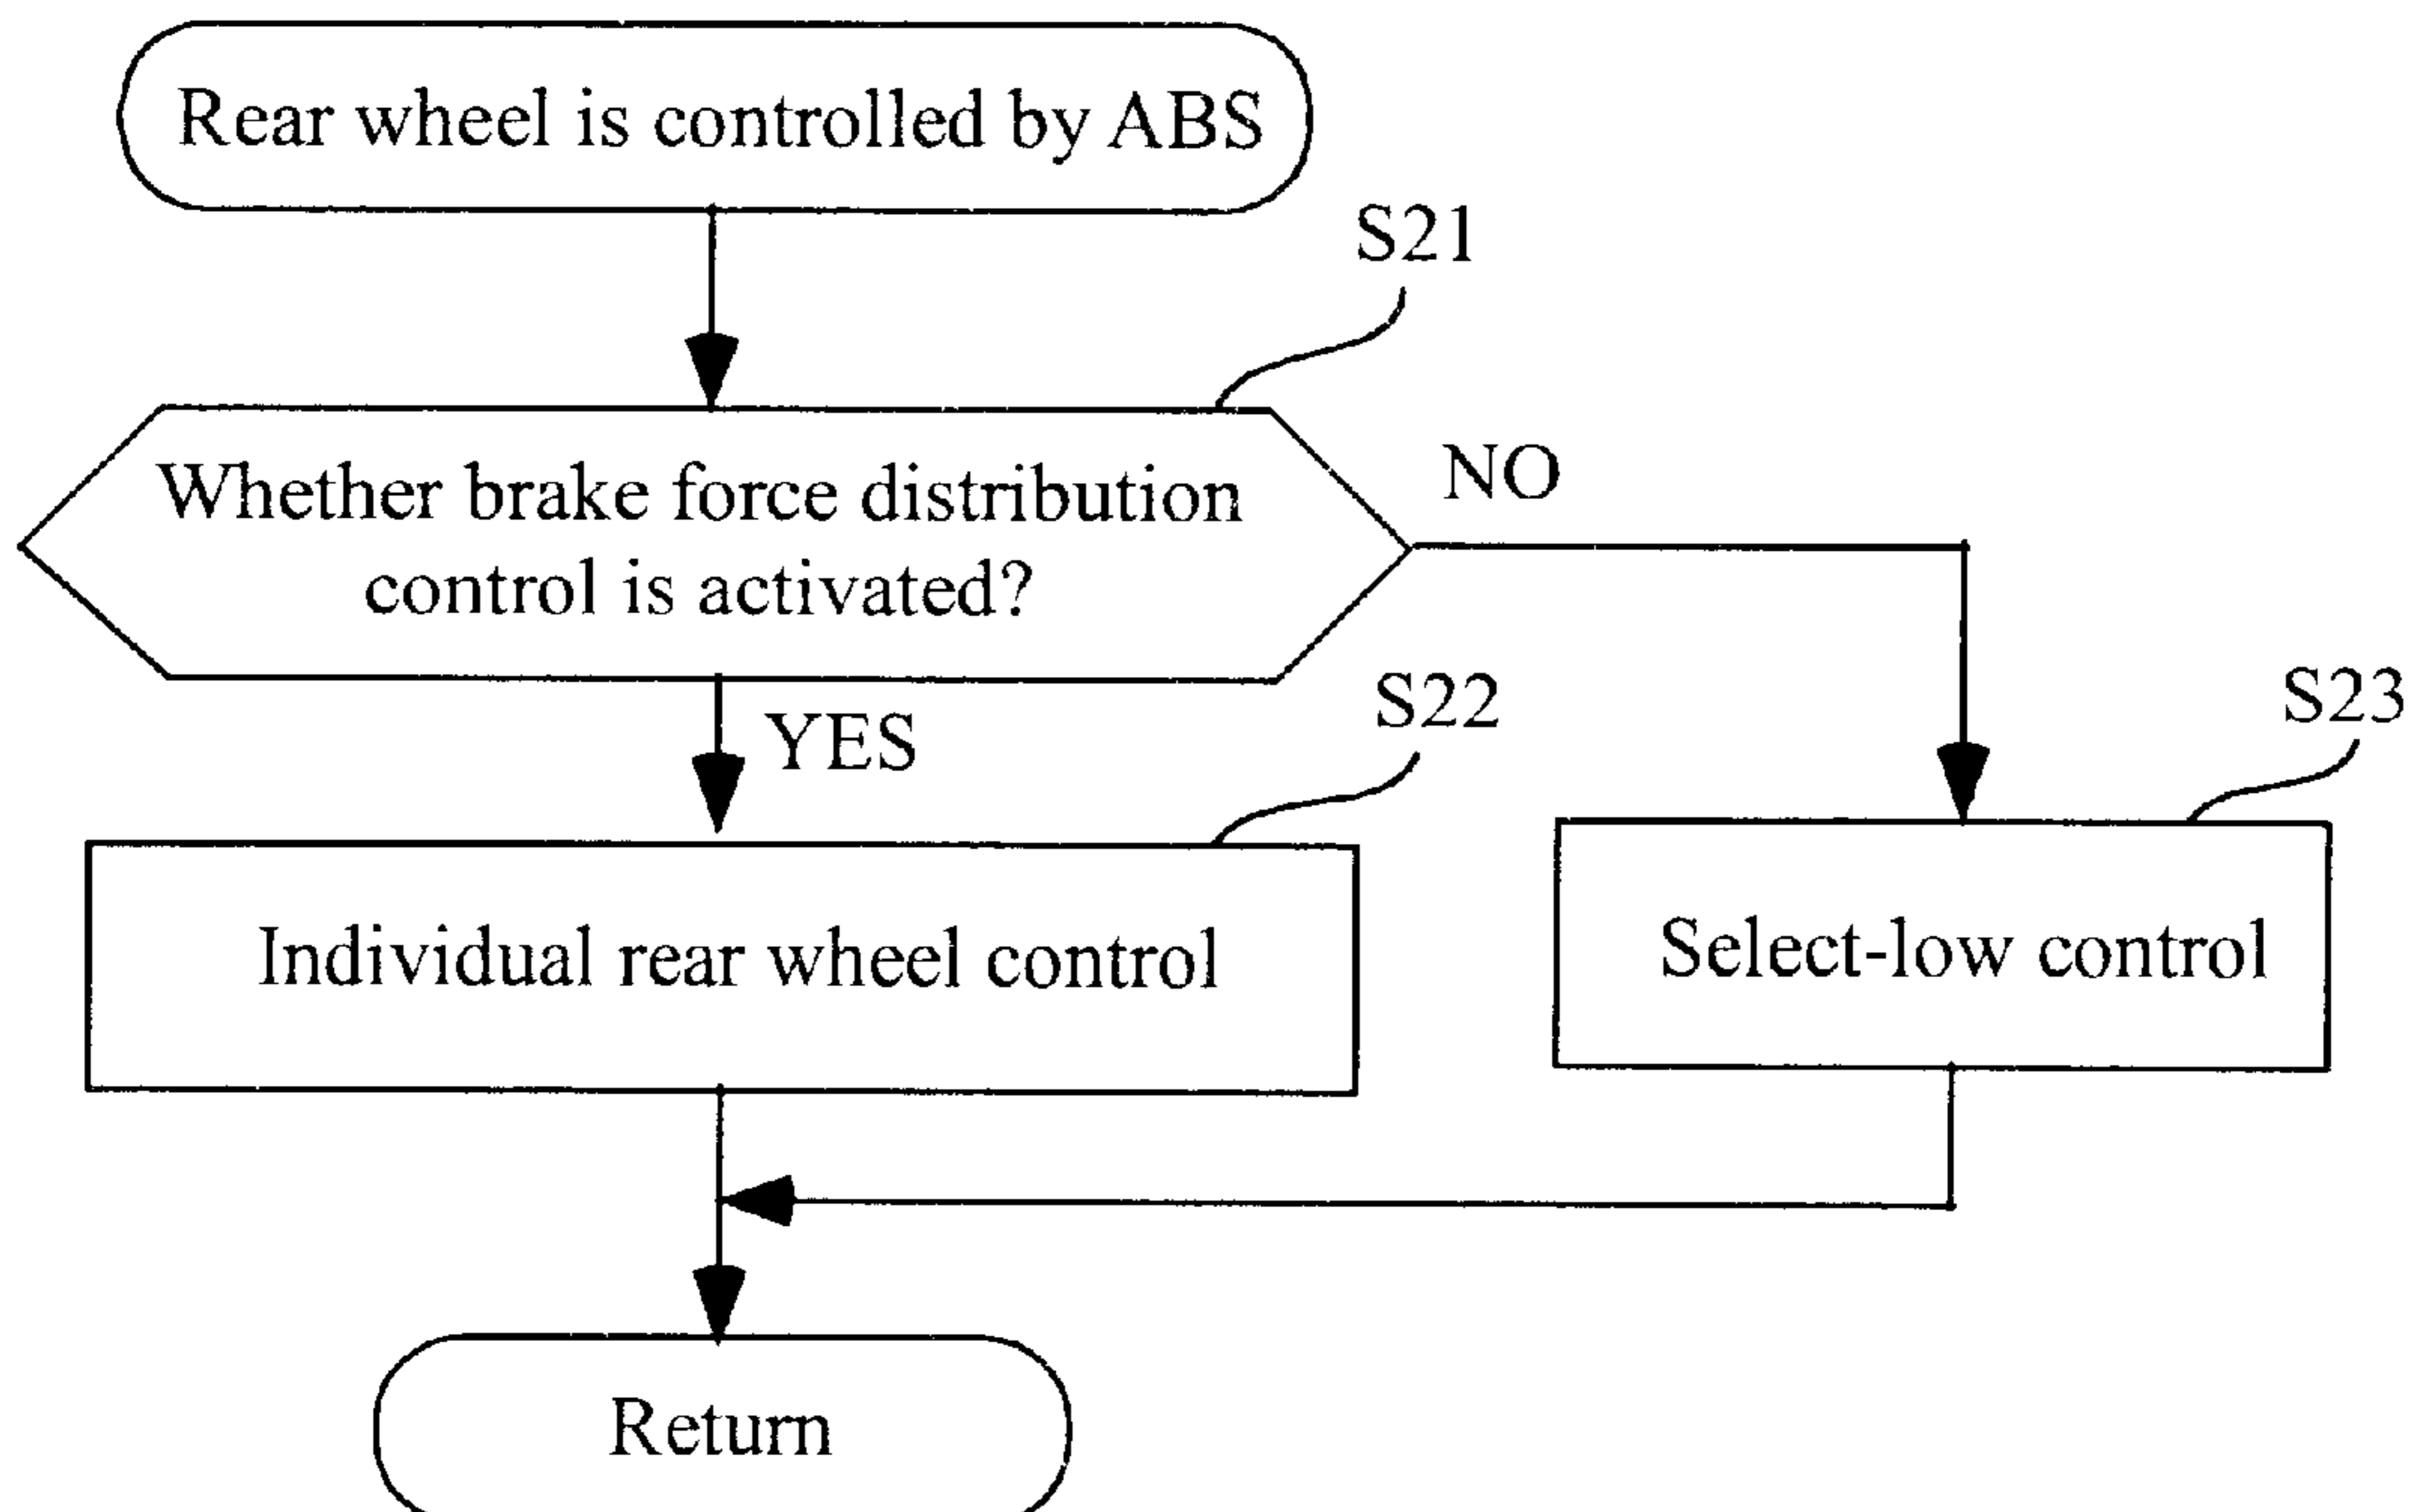 Rear wheel is controlled by ABS
S21
Whether brake force distribution
control is activated?
NO
YES
S22
S23
Individual rear wheel control
Select-low control
Return